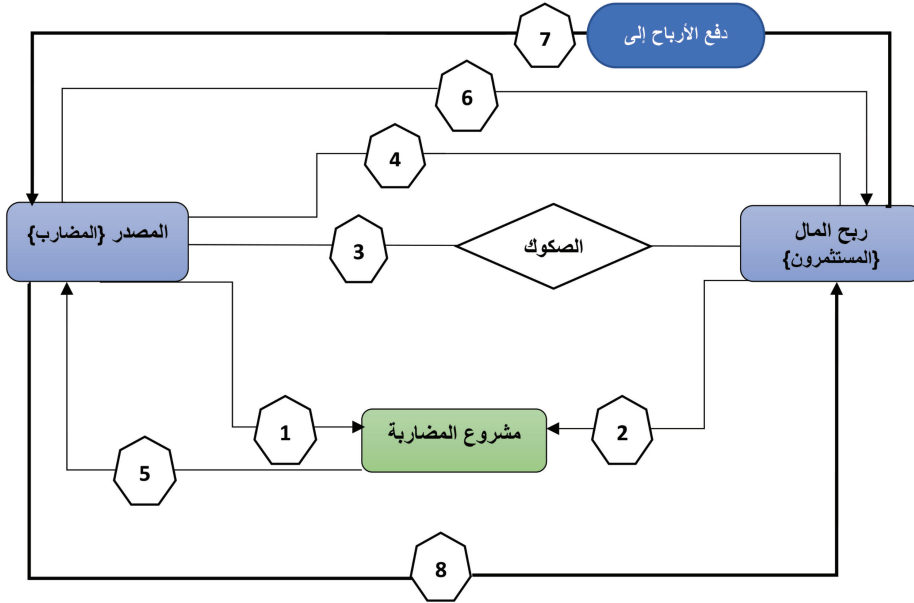 دفع الأرباح إلى
7
6
4
المصدر {المضارب}
3
الصكوك
ربح المال
{المستثمرون}
1
مشروع المضاربة
2
5
8